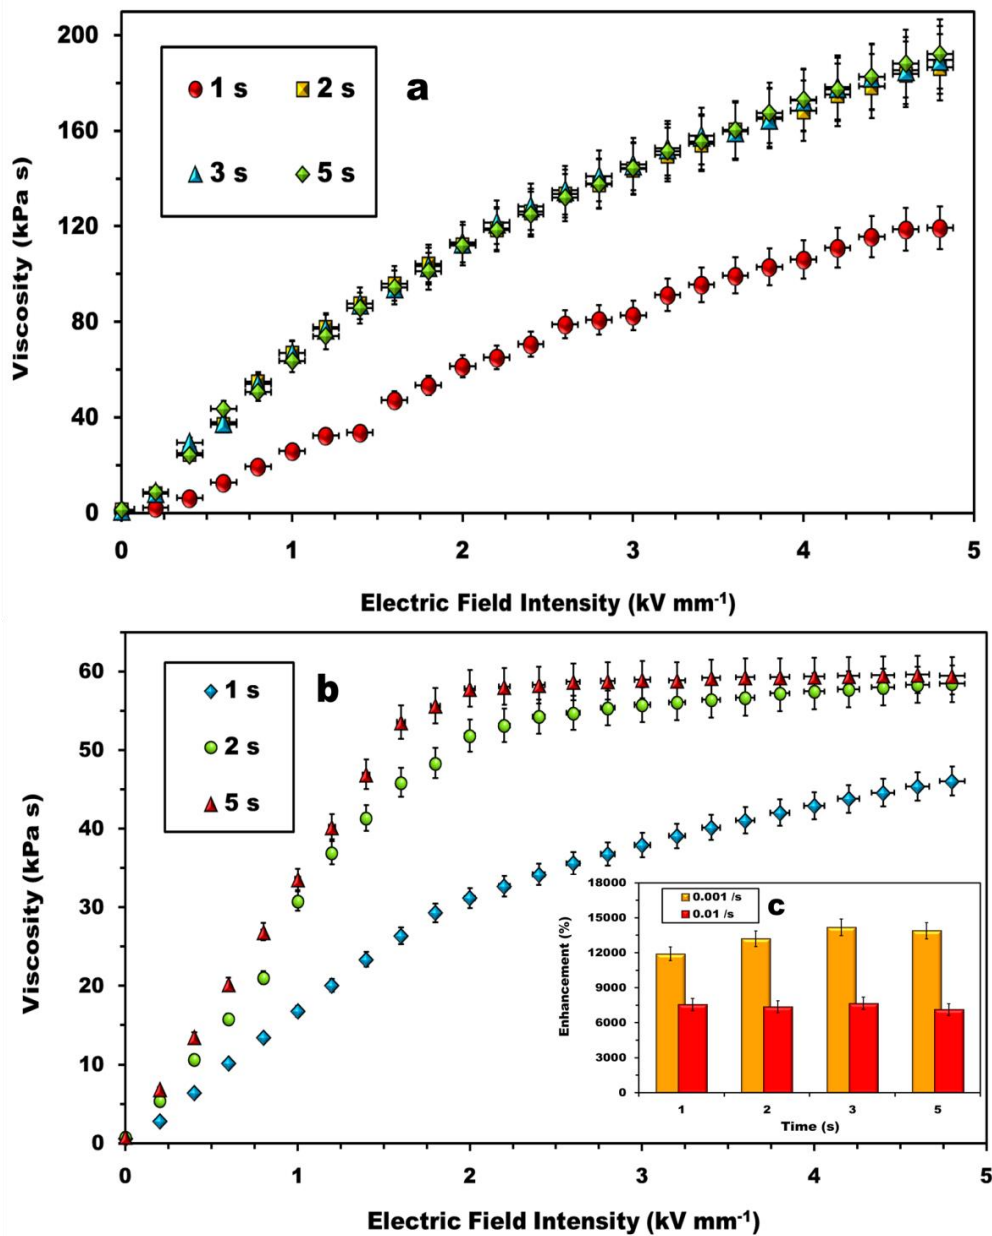 a
1 s
2 s
3 s
5 s
200
160
120
80
40
0
Viscosity (kPa s)
0 1 2 3 4 5
Electric Field Intensity (kV mm⁻¹)
b
1 s
2 s
5 s
60
50
40
30
20
10
0
Viscosity (kPa s)
0 1 2 3 4 5
Electric Field Intensity (kV mm⁻¹)
c
0.001 /s
0.01 /s
18000
15000
12000
9000
6000
3000
0
Enhancement (%)
1 2 3 5
Time (s)